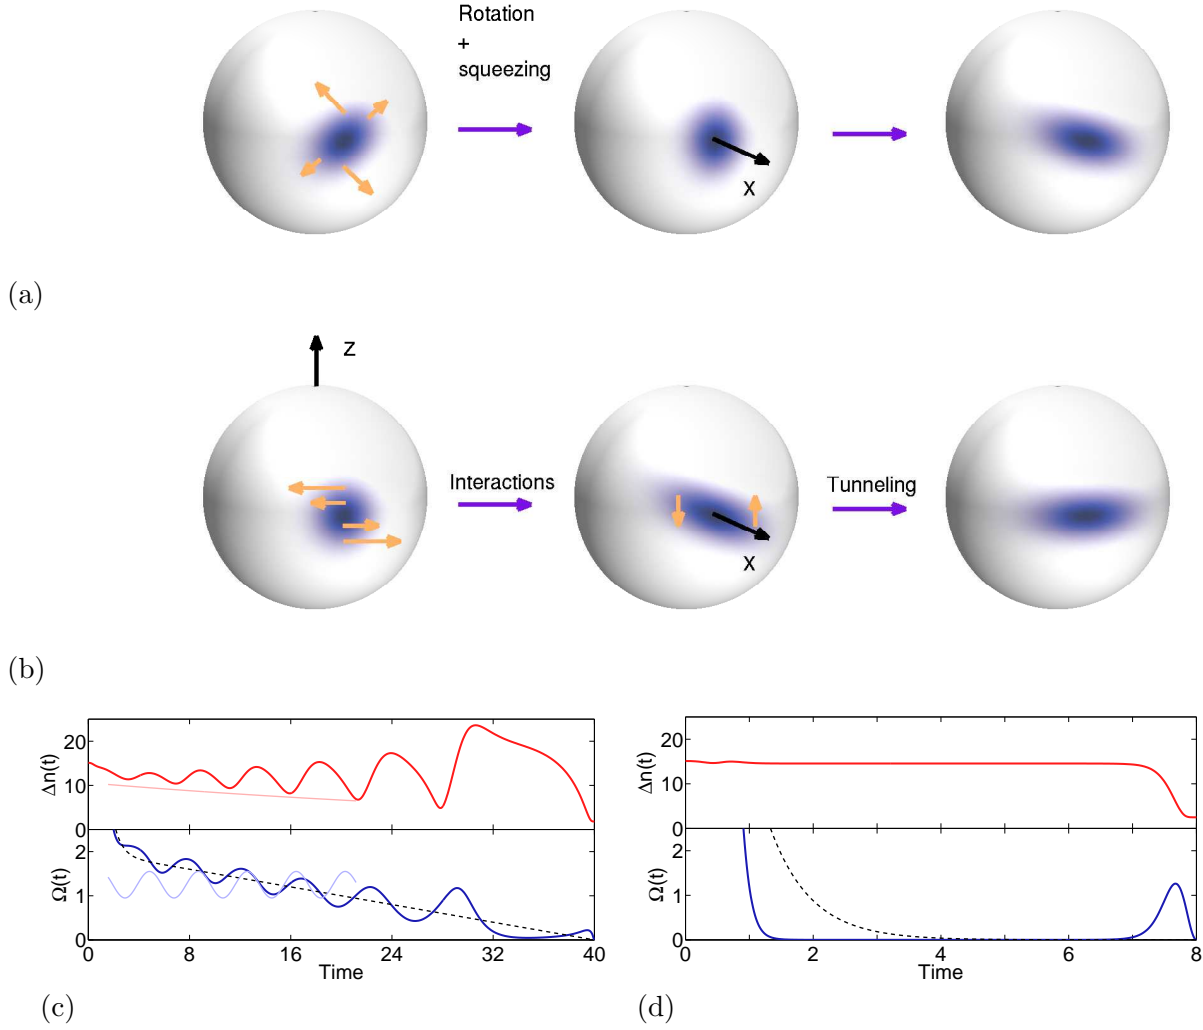 Rotation
+
squeezing
X
(a)
Z
Interactions
Tunneling
X
(b)
20
10
0
Δn(t)
2
1
0
Ω(t)
0 8 16 24 32 40
Time
(c)
20
10
0
Δn(t)
2
1
0
Ω(t)
0 2 4 6 8
Time
(d)